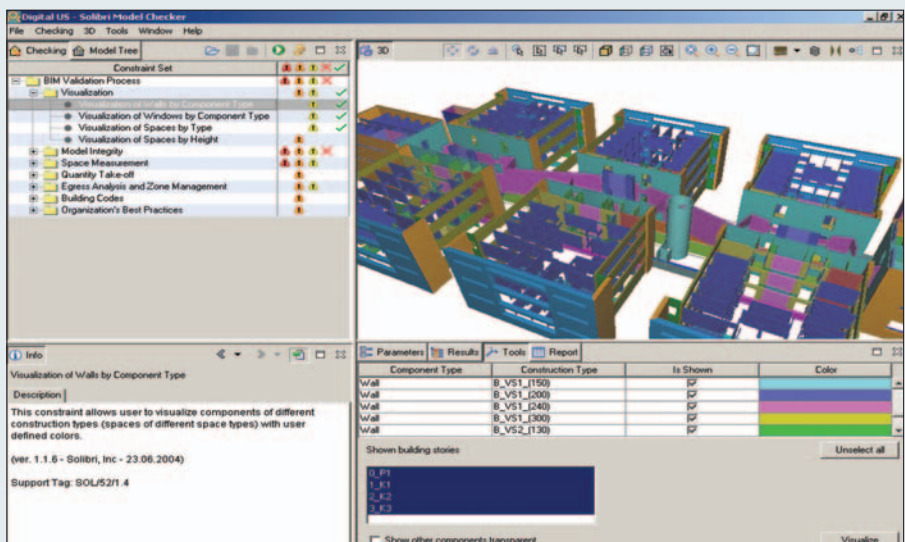 Digital US - Solibri Model Checker
File Checking 3D Tools Window Help
Checking Model Tree
Constraint Set
BIM Validation Process
Visualization
Visualization of Walls by Component Type
Visualization of Windows by Component Type
Visualization of Spaces by Type
Visualization of Spaces by Height
Model Integrity
Space Measurement
Quantity Take-off
Egress Analysis and Zone Management
Building Codes
Organization's Best Practices
3D
Info
Visualization of Walls by Component Type
Description
This constraint allows user to visualize components of different
construction types (spaces of different space types) with user
defined colors.
(ver. 1.1.6 - Solibri, Inc - 23.06.2004)
Support Tag: SOL/52/1.4
Parameters Results Tools Report
Component Type Construction Type Is Shown Color
Wall B_VS1_(150)
Wall B_VS1_(200)
Wall B_VS1_(240)
Wall B_VS1_(300)
Wall B_VS2_(130)
Shown building stories
Unselect all
0_P1
1_K1
2_K2
3_K3
Show other components transparent
Visualize